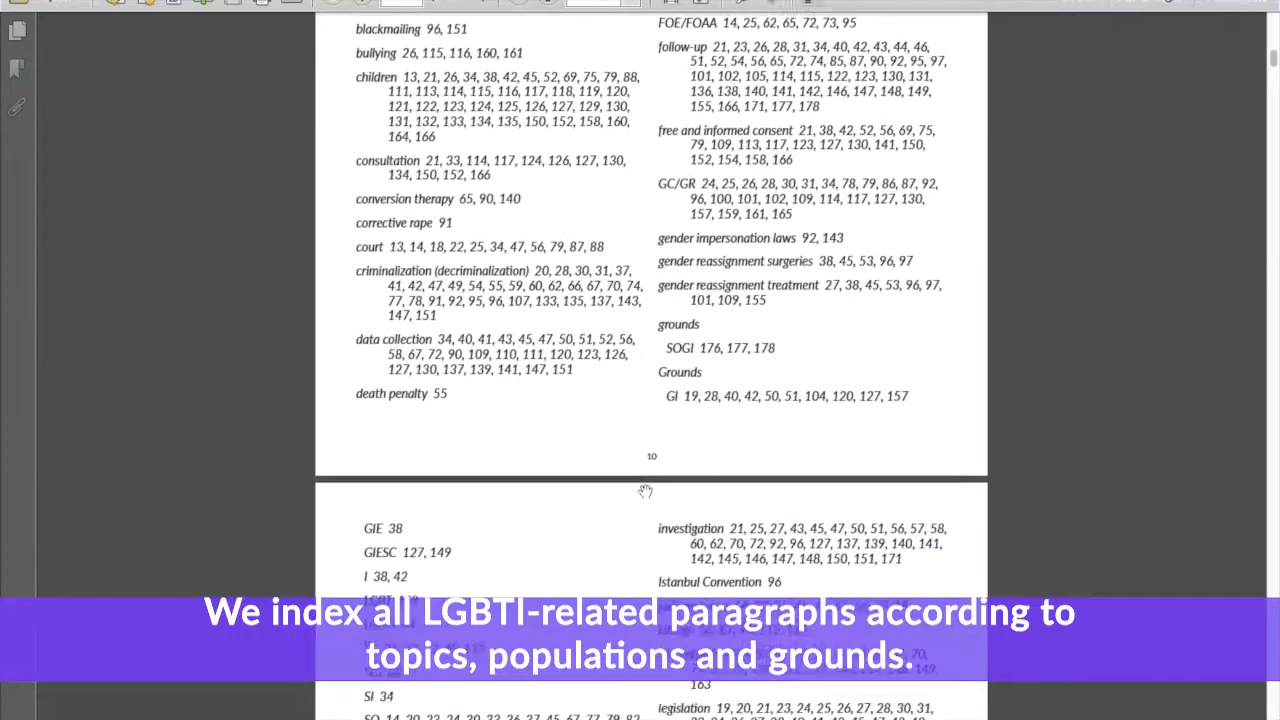 blackmailing 96, 151
bullying 26, 115, 116, 160, 161
children 13, 21, 26, 34, 38, 42, 45, 52, 69, 75, 79, 88,
111, 113, 114, 115, 116, 117, 118, 119, 120,
121, 122, 123, 124, 125, 126, 127, 129, 130,
131, 132, 133, 134, 135, 150, 152, 158, 160,
164, 166
consultation 21, 33, 114, 117, 124, 126, 127, 130,
134, 150, 152, 166
conversion therapy 65, 90, 140
corrective rape 91
court 13, 14, 18, 22, 25, 34, 47, 56, 79, 87, 88
criminalization (decriminalization) 20, 28, 30, 31, 37,
41, 42, 47, 49, 54, 55, 59, 60, 62, 66, 67, 70, 74,
77, 78, 91, 92, 95, 96, 107, 133, 135, 137, 143,
147, 151
data collection 34, 40, 41, 43, 45, 47, 50, 51, 52, 56,
58, 67, 72, 90, 109, 110, 111, 120, 123, 126,
127, 130, 137, 139, 141, 147, 151
death penalty 55
FOE/FOAA 14, 25, 62, 65, 72, 73, 95
follow-up 21, 23, 26, 28, 31, 34, 40, 42, 43, 44, 46,
51, 52, 54, 56, 65, 72, 74, 85, 87, 90, 92, 95, 97,
101, 102, 105, 114, 115, 122, 123, 130, 131,
136, 138, 140, 141, 142, 146, 147, 148, 149,
155, 166, 171, 177, 178
free and informed consent 21, 38, 42, 52, 56, 69, 75,
79, 109, 113, 117, 123, 127, 130, 141, 150,
152, 154, 158, 166
GC/GR 24, 25, 26, 28, 30, 31, 34, 78, 79, 86, 87, 92,
96, 100, 101, 102, 109, 114, 117, 127, 130,
157, 159, 161, 165
gender impersonation laws 92, 143
gender reassignment surgeries 38, 45, 53, 96, 97
gender reassignment treatment 27, 38, 45, 53, 96, 97,
101, 109, 155
grounds
SOGI 176, 177, 178
Grounds
GI 19, 28, 40, 42, 50, 51, 104, 120, 127, 157
10
GIE 38
GIESC 127, 149
I 38, 42
SI 34
SO 14, 20, 23, 24, 30, 33, 36, 37, 45, 67, 77, 79, 82
investigation 21, 25, 27, 43, 45, 47, 50, 51, 56, 57, 58,
60, 62, 70, 72, 92, 96, 127, 137, 139, 140, 141,
142, 145, 146, 147, 148, 150, 151, 171
Istanbul Convention 96
163
legislation 19, 20, 21, 23, 24, 25, 26, 27, 28, 30, 31,
We index all LGBTI-related paragraphs according to
topics, populations and grounds.